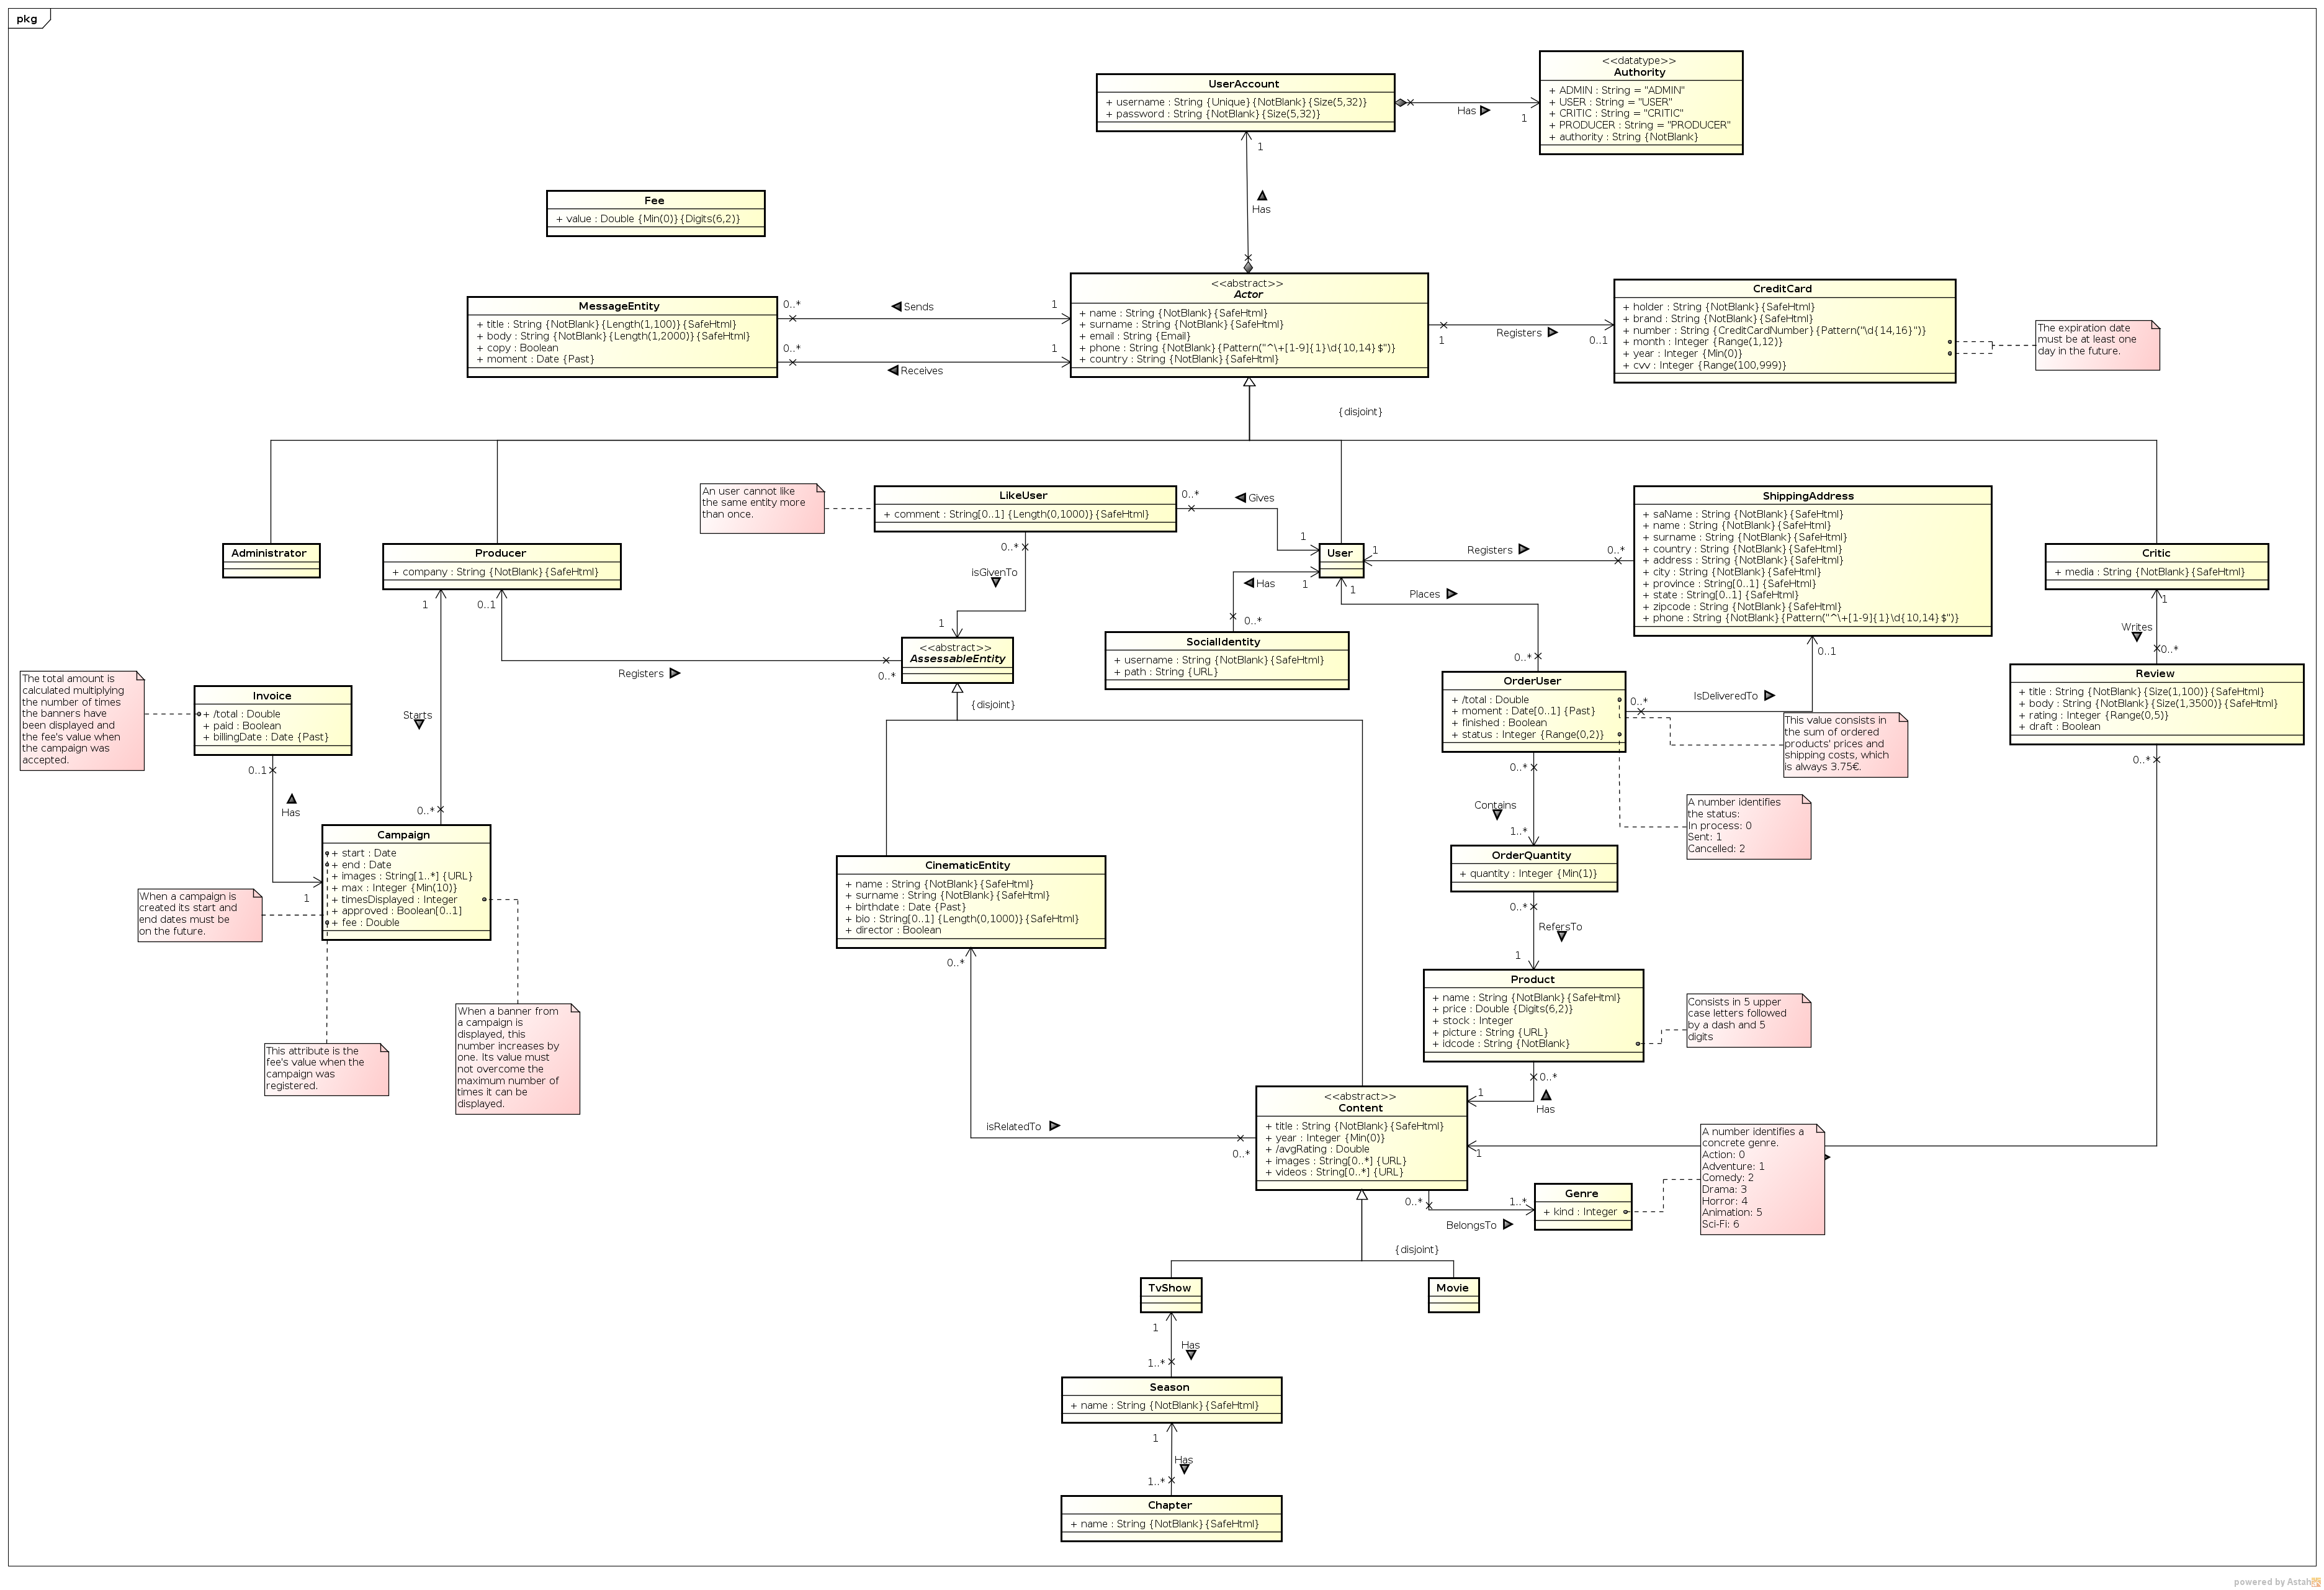 pkg
<<datatype>>
Authority
+ ADMIN : String = "ADMIN"
+ USER : String = "USER"
+ CRITIC : String = "CRITIC"
+ PRODUCER : String = "PRODUCER"
+ authority : String {NotBlank}
UserAccount
+ username : String {Unique}{NotBlank}{Size(5,32)}
+ password : String {NotBlank}{Size(5,32)}
Has
1
1
Has
Fee
+ value : Double {Min(0)}{Digits(6,2)}
MessageEntity
+ title : String {NotBlank}{Length(1,100)}{SafeHtml}
+ body : String {NotBlank}{Length(1,2000)}{SafeHtml}
+ copy : Boolean
+ moment : Date {Past}
0..*
Sends
1
0..*
1
Receives
<<abstract>>
Actor
+ name : String {NotBlank}{SafeHtml}
+ surname : String {NotBlank}{SafeHtml}
+ email : String {Email}
+ phone : String {NotBlank}{Pattern("^\+[1-9]{1}\d{10,14}$")}
+ country : String {NotBlank}{SafeHtml}
1
Registers
0..1
CreditCard
+ holder : String {NotBlank}{SafeHtml}
+ brand : String {NotBlank}{SafeHtml}
+ number : String {CreditCardNumber}{Pattern("\d{14,16}")}
+ month : Integer {Range(1,12)}
+ year : Integer {Min(0)}
+ cvv : Integer {Range(100,999)}
The expiration date
must be at least one
day in the future.
{disjoint}
Administrator
Producer
+ company : String {NotBlank}{SafeHtml}
An user cannot like
the same entity more
than once.
LikeUser
+ comment : String[0..1] {Length(0,1000)}{SafeHtml}
0..*
Gives
1
0..*
isGivenTo
1
User
Has
1
0..*
SocialIdentity
+ username : String {NotBlank}{SafeHtml}
+ path : String {URL}
1
Registers
0..*
1
Places
0..*
ShippingAddress
+ saName : String {NotBlank}{SafeHtml}
+ name : String {NotBlank}{SafeHtml}
+ surname : String {NotBlank}{SafeHtml}
+ country : String {NotBlank}{SafeHtml}
+ address : String {NotBlank}{SafeHtml}
+ city : String {NotBlank}{SafeHtml}
+ province : String[0..1] {SafeHtml}
+ state : String[0..1] {SafeHtml}
+ zipcode : String {NotBlank}{SafeHtml}
+ phone : String {NotBlank}{Pattern("^\+[1-9]{1}\d{10,14}$")}
Critic
+ media : String {NotBlank}{SafeHtml}
1
Writes
0..*
Review
+ title : String {NotBlank}{Size(1,100)}{SafeHtml}
+ body : String {NotBlank}{Size(1,3500)}{SafeHtml}
+ rating : Integer {Range(0,5)}
+ draft : Boolean
0..*
1
0..1
<<abstract>>
AssessableEntity
Registers
0..*
{disjoint}
The total amount is
calculated multiplying
the number of times
the banners have
been displayed and
the fee's value when
the campaign was
accepted.
Invoice
+ /total : Double
+ paid : Boolean
+ billingDate : Date {Past}
0..1
Has
1
Starts
0..*
Campaign
+ start : Date
+ end : Date
+ images : String[1..*] {URL}
+ max : Integer {Min(10)}
+ timesDisplayed : Integer
+ approved : Boolean[0..1]
+ fee : Double
When a campaign is
created its start and
end dates must be
on the future.
This attribute is the
fee's value when the
campaign was
registered.
When a banner from
a campaign is
displayed, this
number increases by
one. Its value must
not overcome the
maximum number of
times it can be
displayed.
OrderUser
+ /total : Double
+ moment : Date[0..1] {Past}
+ finished : Boolean
+ status : Integer {Range(0,2)}
0..*
IsDeliveredTo
0..1
This value consists in
the sum of ordered
products' prices and
shipping costs, which
is always 3.75€.
A number identifies
the status:
In process: 0
Sent: 1
Cancelled: 2
0..*
Contains
1..*
OrderQuantity
+ quantity : Integer {Min(1)}
0..*
RefersTo
1
Product
+ name : String {NotBlank}{SafeHtml}
+ price : Double {Digits(6,2)}
+ stock : Integer
+ picture : String {URL}
+ idcode : String {NotBlank}
Consists in 5 upper
case letters followed
by a dash and 5
digits
0..*
1
Has
CinematicEntity
+ name : String {NotBlank}{SafeHtml}
+ surname : String {NotBlank}{SafeHtml}
+ birthdate : Date {Past}
+ bio : String[0..1] {Length(0,1000)}{SafeHtml}
+ director : Boolean
0..*
isRelatedTo
0..*
<<abstract>>
Content
+ title : String {NotBlank}{SafeHtml}
+ year : Integer {Min(0)}
+ /avgRating : Double
+ images : String[0..*] {URL}
+ videos : String[0..*] {URL}
1
A number identifies a
concrete genre.
Action: 0
Adventure: 1
Comedy: 2
Drama: 3
Horror: 4
Animation: 5
Sci-Fi: 6
0..*
1..*
BelongsTo
Genre
+ kind : Integer
{disjoint}
TvShow
Movie
1
Has
1..*
Season
+ name : String {NotBlank}{SafeHtml}
1
Has
1..*
Chapter
+ name : String {NotBlank}{SafeHtml}
powered by Astah